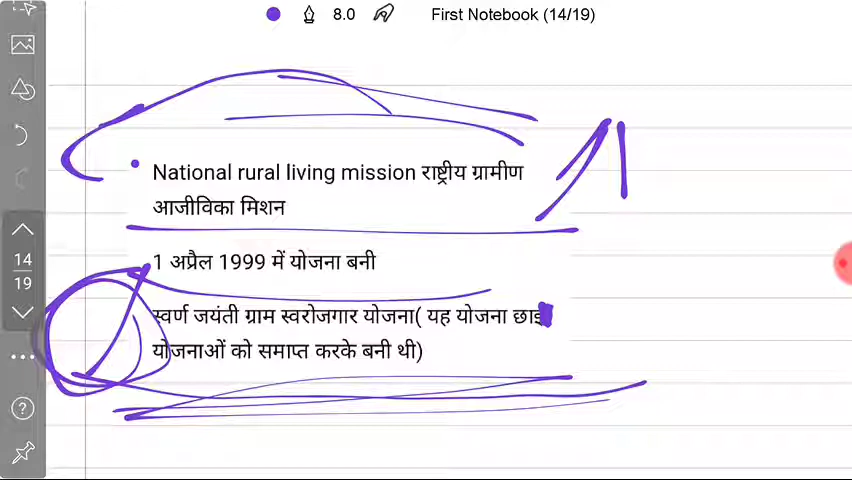 8.0 First Notebook (14/19)
National rural living mission राष्ट्रीय ग्रामीण
आजीविका मिशन
14
19
1 अप्रैल 1999 में योजना बनी
स्वर्ण जयंती ग्राम स्वरोजगार योजना( यह योजना
योजनाओं को समाप्त करके बनी थी)